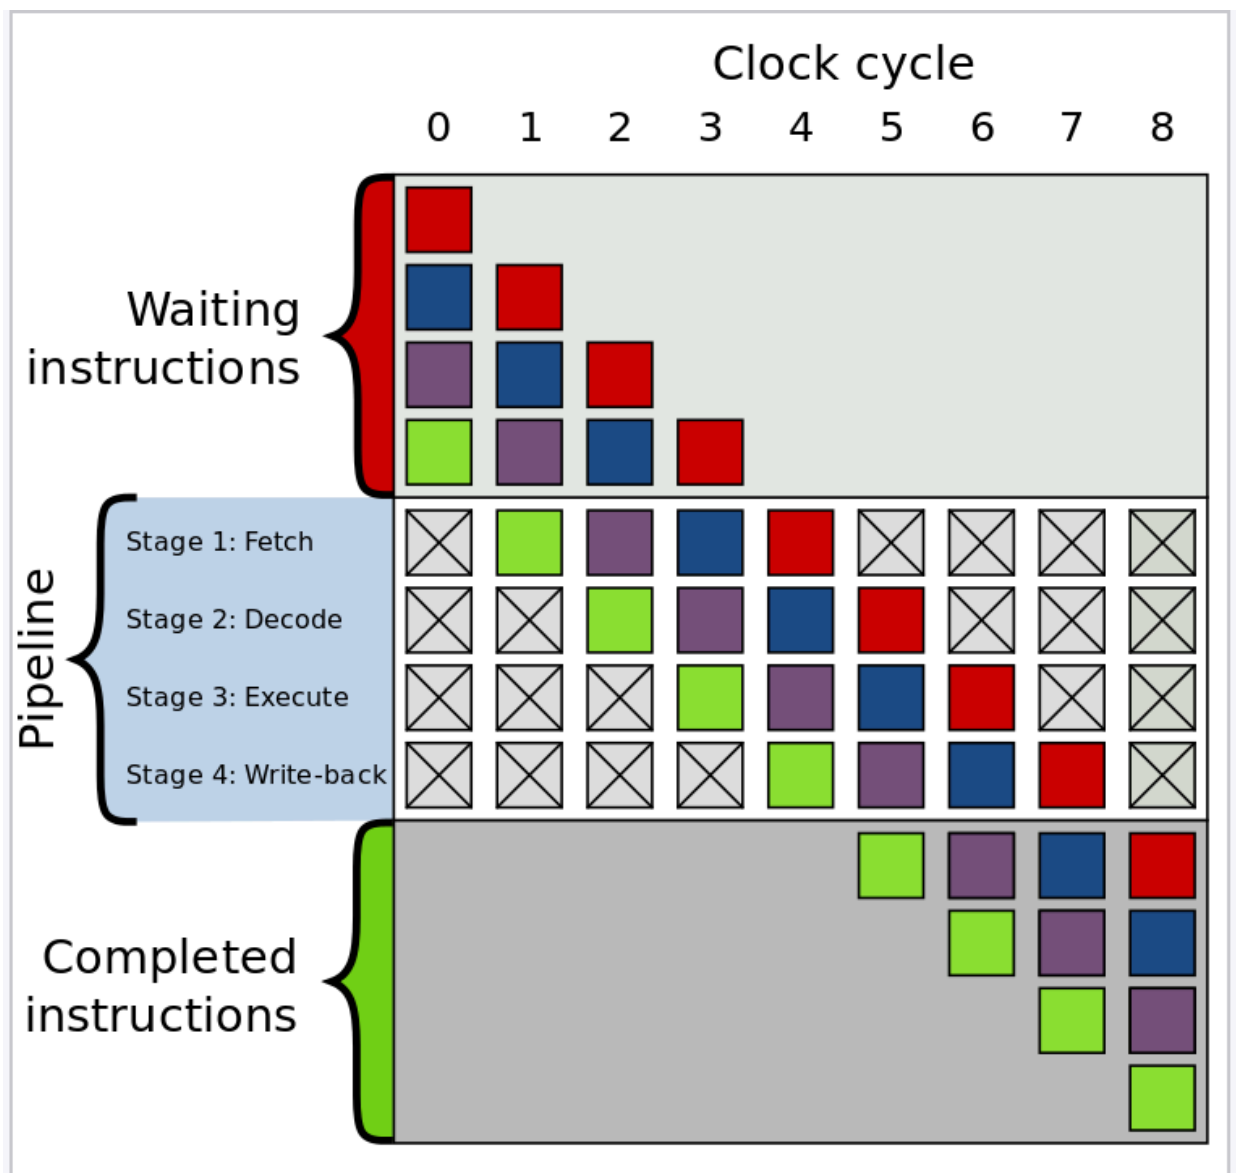 Clock cycle
0 1 2 3 4 5 6 7 8
Waiting
instructions
Pipeline
Stage 1: Fetch
Stage 2: Decode
Stage 3: Execute
Stage 4: Write-back
Completed
instructions